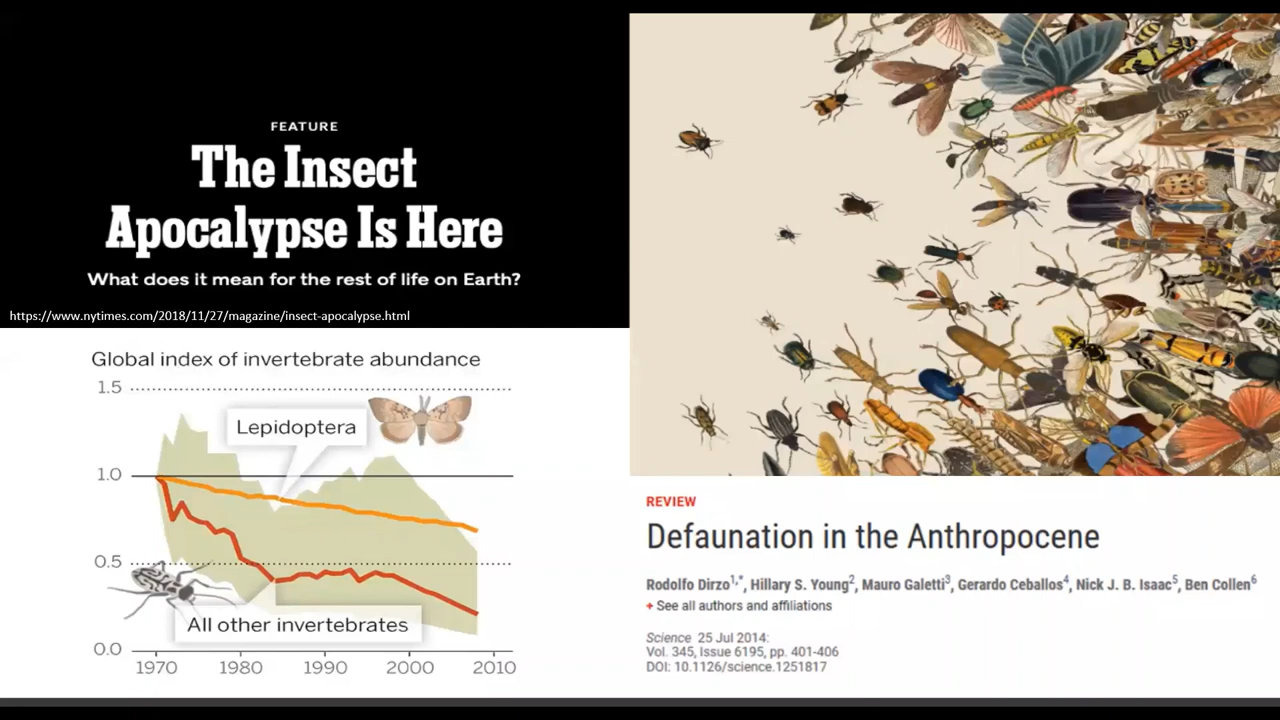 FEATURE
The Insect
Apocalypse Is Here
What does it mean for the rest of life on Earth?
https://www.nytimes.com/2018/11/27/magazine/insect-apocalypse.html
Global index of invertebrate abundance
1.5
Lepidoptera
1.0
0.5
All other invertebrates
0.0
1970 1980 1990 2000 2010
REVIEW
Defaunation in the Anthropocene
Rodolfo Dirzo1,*, Hillary S. Young2, Mauro Galetti3, Gerardo Ceballos4, Nick J. B. Isaac5, Ben Collen6
+ See all authors and affiliations
Science 25 Jul 2014:
Vol. 345, Issue 6195, pp. 401-406
DOI: 10.1126/science.1251817